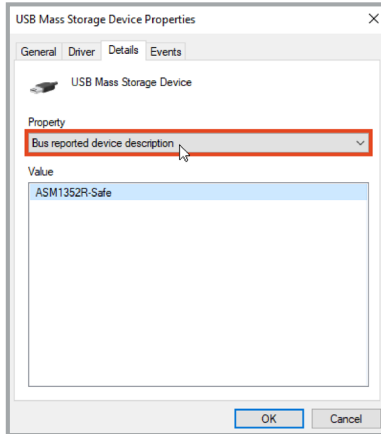 USB Mass Storage Device Properties
General Driver Details Events
USB Mass Storage Device
Property
Bus reported device description
Value
ASM1352R-Safe
OK Cancel